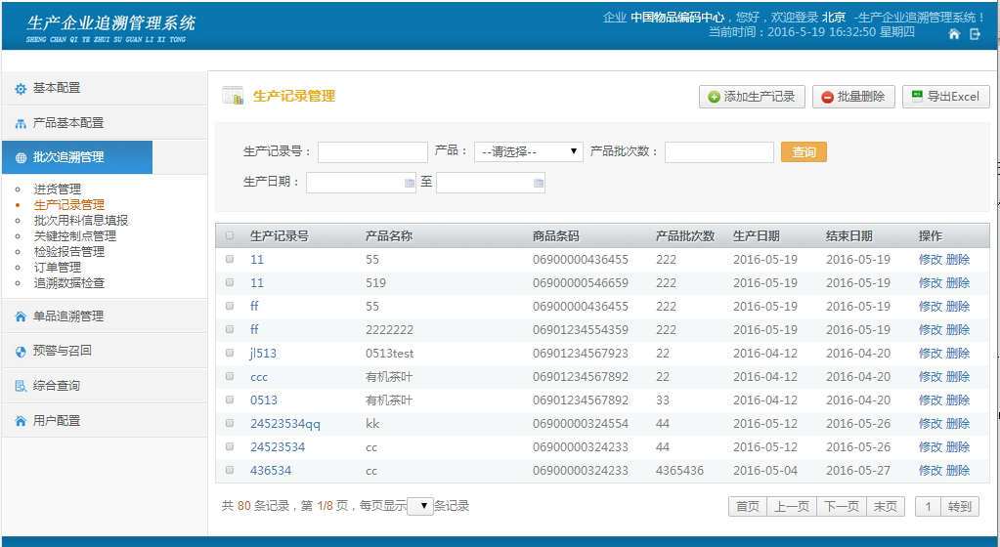 生产企业追溯管理系统
SHENG CHAN QI YE ZHUI SU GUAN LI XI TONG
企业 中国物品编码中心，您好，欢迎登录 北京 -生产企业追溯管理系统！
当前时间：2016-5-19 16:32:50 星期四
基本配置
产品基本配置
批次追溯管理
进货管理
生产记录管理
批次用料信息填报
关键控制点管理
检验报告管理
订单管理
追溯数据检查
单品追溯管理
预警与召回
综合查询
用户配置
生产记录管理
添加生产记录 批量删除 导出Excel
生产记录号： 产品： --请选择-- 产品批次数： 查询
生产日期： 至
生产记录号 产品名称 商品条码 产品批次数 生产日期 结束日期 操作
11 55 06900000436455 222 2016-05-19 2016-05-19 修改 删除
11 519 06900000546659 222 2016-05-19 2016-05-19 修改 删除
ff 55 06900000436455 222 2016-05-19 2016-05-19 修改 删除
ff 2222222 06901234554359 222 2016-05-19 2016-05-19 修改 删除
jl513 0513test 06901234567923 22 2016-04-12 2016-04-20 修改 删除
ccc 有机茶叶 06901234567892 22 2016-04-12 2016-04-20 修改 删除
0513 有机茶叶 06901234567892 33 2016-04-12 2016-04-20 修改 删除
24523534qq kk 06900000324554 44 2016-05-12 2016-05-26 修改 删除
24523534 cc 06900000324233 44 2016-05-12 2016-05-26 修改 删除
436534 cc 06900000324233 4365436 2016-05-04 2016-05-27 修改 删除
共 80 条记录，第 1/8 页，每页显示 条记录
首页 上一页 下一页 末页 1 转到